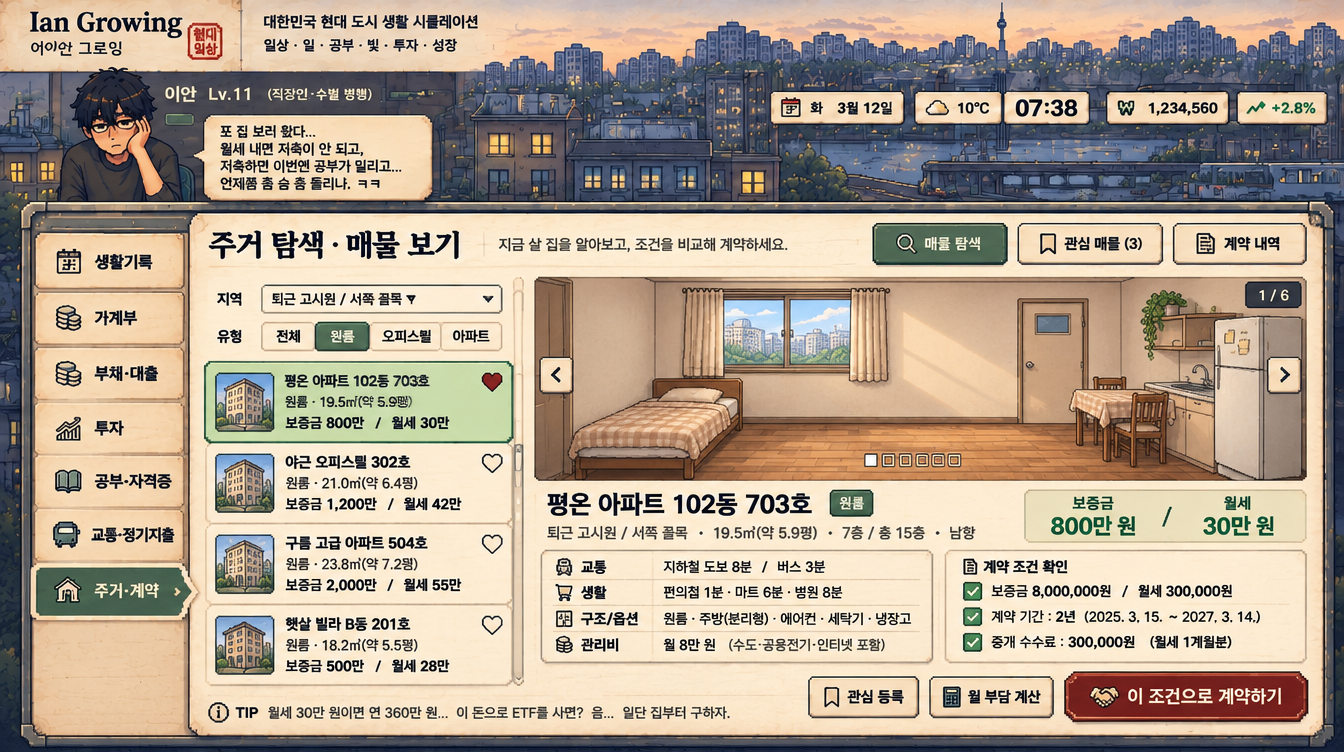 Ian Growing
어이안 그로잉
현대
일상
대한민국 현대 도시 생활 시뮬레이션
일상 · 일 · 공부 · 빚 · 투자 · 성장
이안 Lv.11 (직장인·수별 병행)
포 집 보러 왔다...
월세 내면 저축이 안 되고,
저축하면 이번엔 공부가 밀리고...
언제쯤 좀 숨 좀 돌리나. ㅋㅋ
화 3월 12일
10℃
07:38
₩ 1,234,560
+2.8%
생활기록
가계부
부채·대출
투자
공부·자격증
교통·정기지출
주거·계약
주거 탐색 · 매물 보기
지금 살 집을 알아보고, 조건을 비교해 계약하세요.
매물 탐색
관심 매물 (3)
계약 내역
지역
퇴근 고시원 / 서쪽 골목 ▼
유형
전체
원룸
오피스텔
아파트
평온 아파트 102동 703호
원룸 · 19.5㎡(약 5.9평)
보증금 800만 / 월세 30만
야근 오피스텔 302호
원룸 · 21.0㎡(약 6.4평)
보증금 1,200만 / 월세 42만
구름 고급 아파트 504호
원룸 · 23.8㎡(약 7.2평)
보증금 2,000만 / 월세 55만
햇살 빌라 B동 201호
원룸 · 18.2㎡(약 5.5평)
보증금 500만 / 월세 28만
1 / 6
평온 아파트 102동 703호
원룸
퇴근 고시원 / 서쪽 골목 • 19.5㎡(약 5.9평) • 7층 / 총 15층 • 남향
보증금
800만 원
/
월세
30만 원
교통 지하철 도보 8분 / 버스 3분
생활 편의점 1분 · 마트 6분 · 병원 8분
구조/옵션 원룸 · 주방(분리형) · 에어컨 · 세탁기 · 냉장고
관리비 월 8만 원 (수도·공용전기·인터넷 포함)
계약 조건 확인
보증금 8,000,000원 / 월세 300,000원
계약 기간 : 2년 (2025. 3. 15. ~ 2027. 3. 14.)
중개 수수료 : 300,000원 (월세 1개월분)
관심 등록
월 부담 계산
이 조건으로 계약하기
TIP 월세 30만 원이면 연 360만 원... 이 돈으로 ETF를 사면? 음... 일단 집부터 구하자.